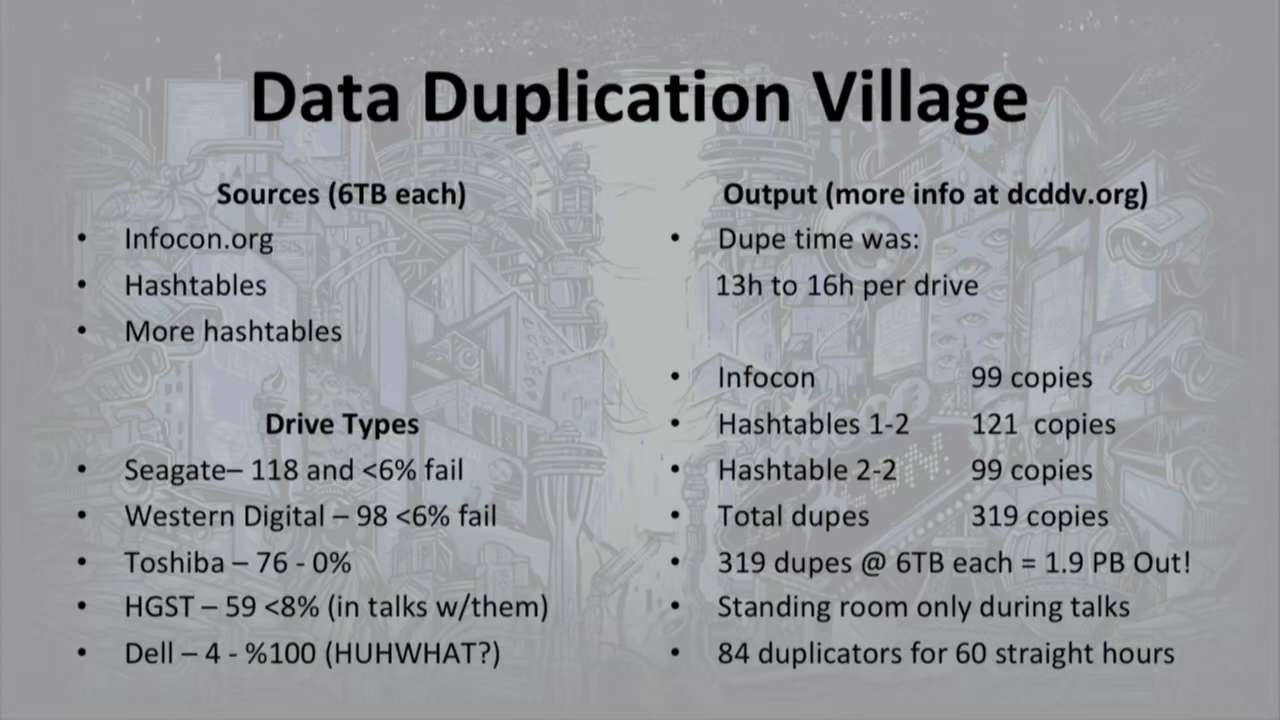 Data Duplication Village
Sources (6TB each)
• Infocon.org
• Hashtables
• More hashtables
Drive Types
• Seagate– 118 and <6% fail
• Western Digital – 98 <6% fail
• Toshiba – 76 - 0%
• HGST – 59 <8% (in talks w/them)
• Dell – 4 - %100 (HUHWHAT?)
Output (more info at dcddv.org)
• Dupe time was:
13h to 16h per drive
• Infocon 99 copies
• Hashtables 1-2 121 copies
• Hashtable 2-2 99 copies
• Total dupes 319 copies
• 319 dupes @ 6TB each = 1.9 PB Out!
• Standing room only during talks
• 84 duplicators for 60 straight hours